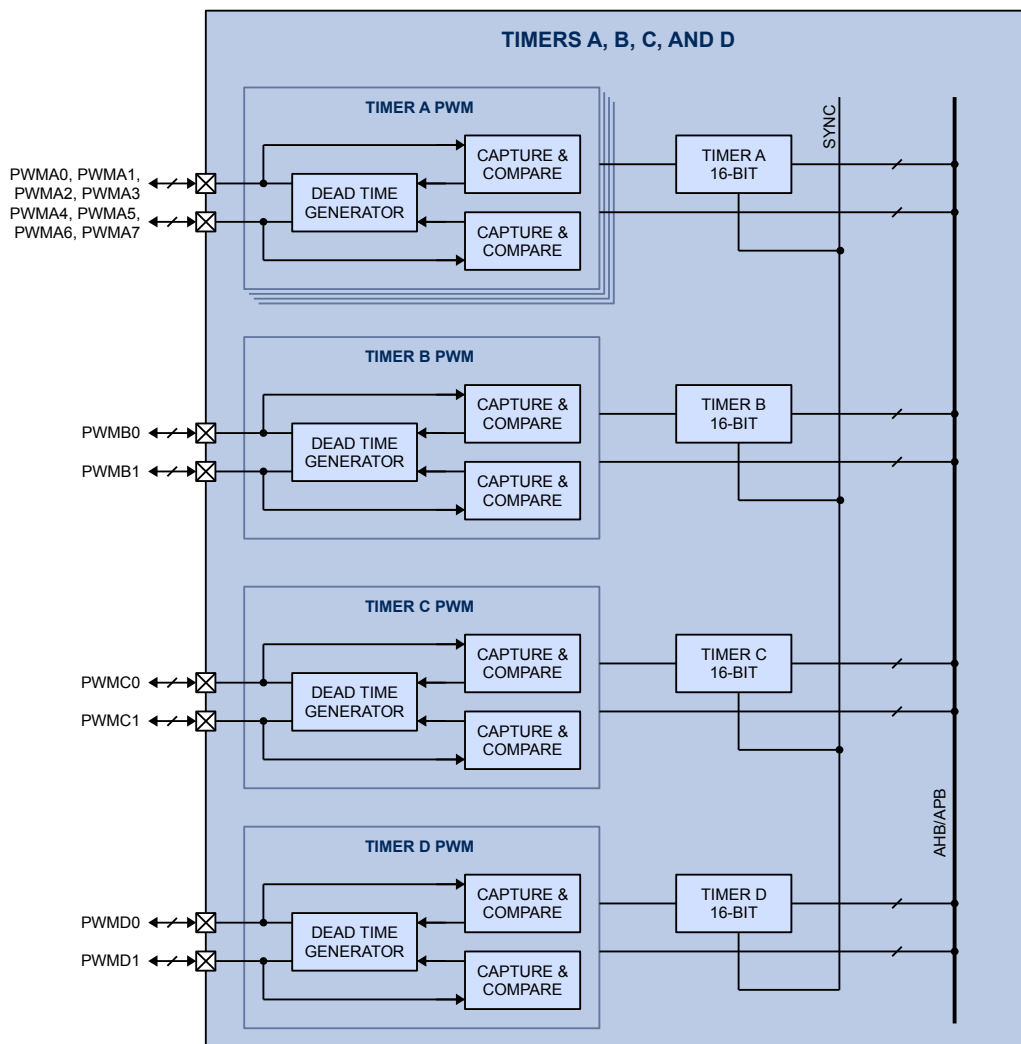 TIMERS A, B, C, AND D
TIMER A PWM
SYNC
PWMA0, PWMA1,
PWMA2, PWMA3
PWMA4, PWMA5,
PWMA6, PWMA7
DEAD TIME
GENERATOR
CAPTURE &
COMPARE
CAPTURE &
COMPARE
TIMER A
16-BIT
TIMER B PWM
PWMB0
PWMB1
DEAD TIME
GENERATOR
CAPTURE &
COMPARE
CAPTURE &
COMPARE
TIMER B
16-BIT
TIMER C PWM
PWMC0
PWMC1
DEAD TIME
GENERATOR
CAPTURE &
COMPARE
CAPTURE &
COMPARE
TIMER C
16-BIT
AHB/APB
TIMER D PWM
PWMD0
PWMD1
DEAD TIME
GENERATOR
CAPTURE &
COMPARE
CAPTURE &
COMPARE
TIMER D
16-BIT